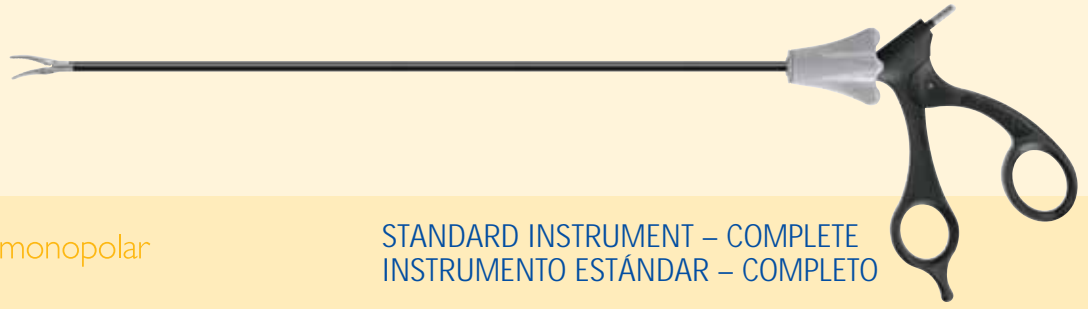 monopolar
STANDARD INSTRUMENT – COMPLETE
INSTRUMENTO ESTÁNDAR – COMPLETO